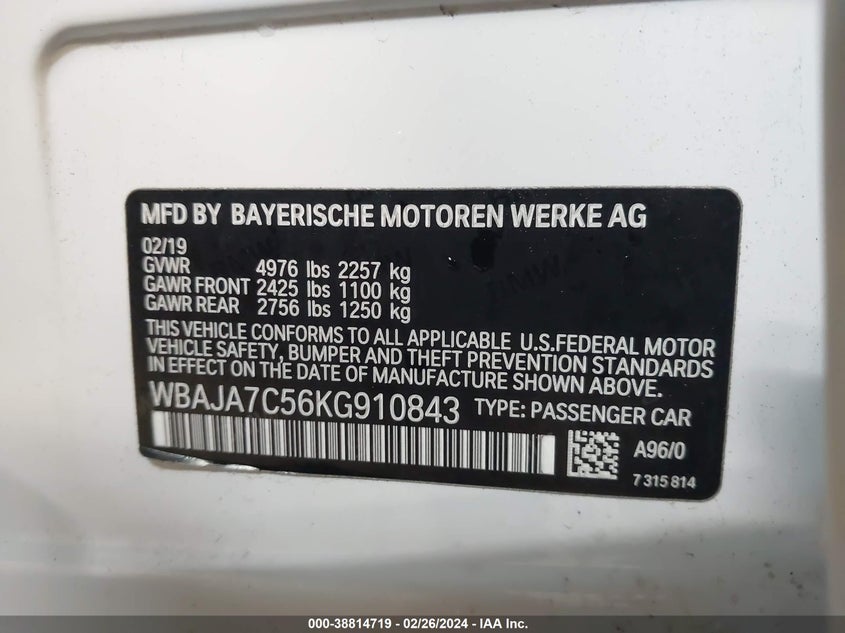 MFD BY BAYERISCHE MOTOREN WERKE AG
02/19
GVWR 4976 lbs 2257 kg
GAWR FRONT 2425 lbs 1100 kg
GAWR REAR 2756 lbs 1250 kg
THIS VEHICLE CONFORMS TO ALL APPLICABLE U.S.FEDERAL MOTOR
VEHICLE SAFETY, BUMPER AND THEFT PREVENTION STANDARDS
IN EFFECT ON THE DATE OF MANUFACTURE SHOWN ABOVE.
WBAJA7C56KG910843 TYPE: PASSENGER CAR
A96/0
7 315 814
000-38814719 - 02/26/2024 - IAA Inc.